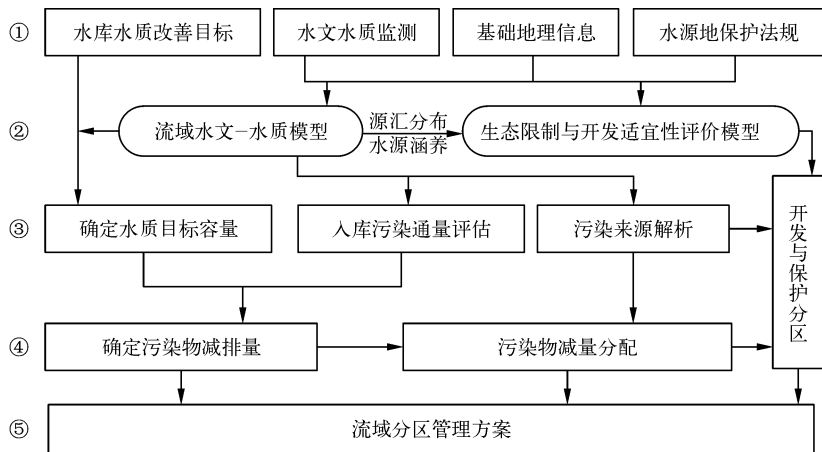 ① 水库水质改善目标 水文水质监测 基础地理信息 水源地保护法规
② 流域水文-水质模型 源汇分布 水源涵养 生态限制与开发适宜性评价模型
③ 确定水质目标容量 入库污染通量评估 污染来源解析
开发与保护分区
④ 确定污染物减排量 污染物减量分配
⑤ 流域分区管理方案